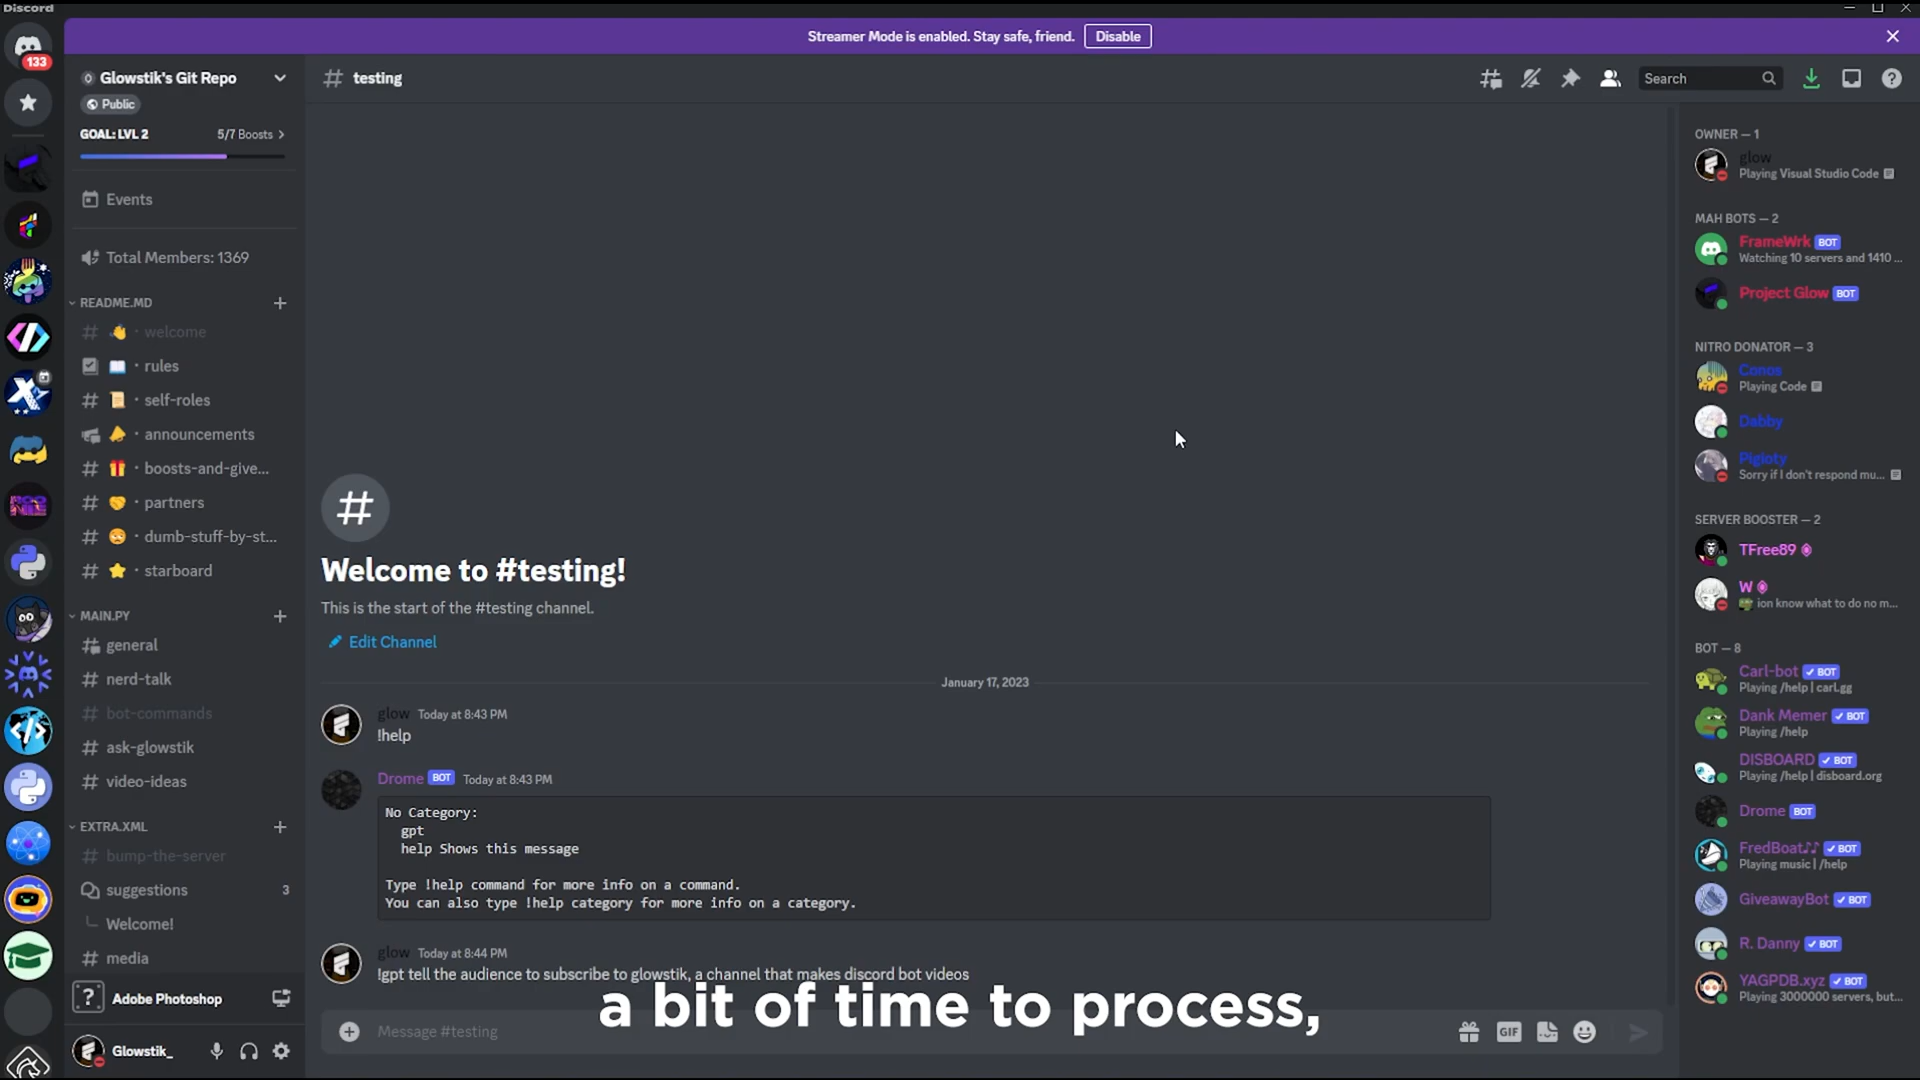 Discord
Streamer Mode is enabled. Stay safe, friend. Disable
133
Glowstik's Git Repo
Public
GOAL: LVL 2 5/7 Boosts
Events
Total Members: 1369
README.MD
welcome
rules
self-roles
announcements
boosts-and-give...
partners
dumb-stuff-by-st...
starboard
MAIN.PY
general
nerd-talk
bot-commands
ask-glowstik
video-ideas
EXTRA.XML
bump-the-server
suggestions 3
Welcome!
media
Adobe Photoshop
Glowstik_
testing
Search
Welcome to #testing!
This is the start of the #testing channel.
Edit Channel
January 17, 2023
glow Today at 8:43 PM
!help
Drome BOT Today at 8:43 PM
No Category:
gpt
help Shows this message
Type !help command for more info on a command.
You can also type !help category for more info on a category.
glow Today at 8:44 PM
!gpt tell the audience to subscribe to glowstik, a channel that makes discord bot videos
a bit of time to process,
Message #testing
GIF
OWNER — 1
glow
Playing Visual Studio Code
MAH BOTS — 2
FrameWrk BOT
Watching 10 servers and 1410 ...
Project Glow BOT
NITRO DONATOR — 3
Conos
Playing Code
Dabby
Pigioty
Sorry if I don't respond mu...
SERVER BOOSTER — 2
TFree89
W
ion know what to do no m...
BOT — 8
Carl-bot BOT
Playing /help | carl.gg
Dank Memer BOT
Playing /help
DISBOARD BOT
Playing /help | disboard.org
Drome BOT
FredBoat♪♪ BOT
Playing music | /help
GiveawayBot BOT
R. Danny BOT
YAGPDB.xyz BOT
Playing 3000000 servers, but...